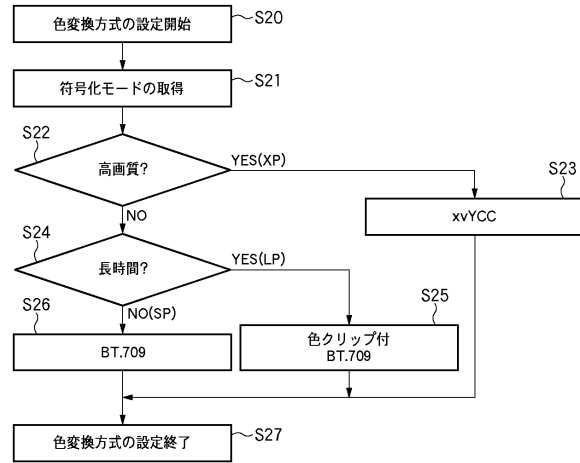 色変換方式の設定開始
S20
符号化モードの取得
S21
S22
高画質?
YES(XP)
S23
xvYCC
NO
S24
長時間?
YES(LP)
NO(SP)
S25
色クリップ付
BT.709
S26
BT.709
色変換方式の設定終了
S27